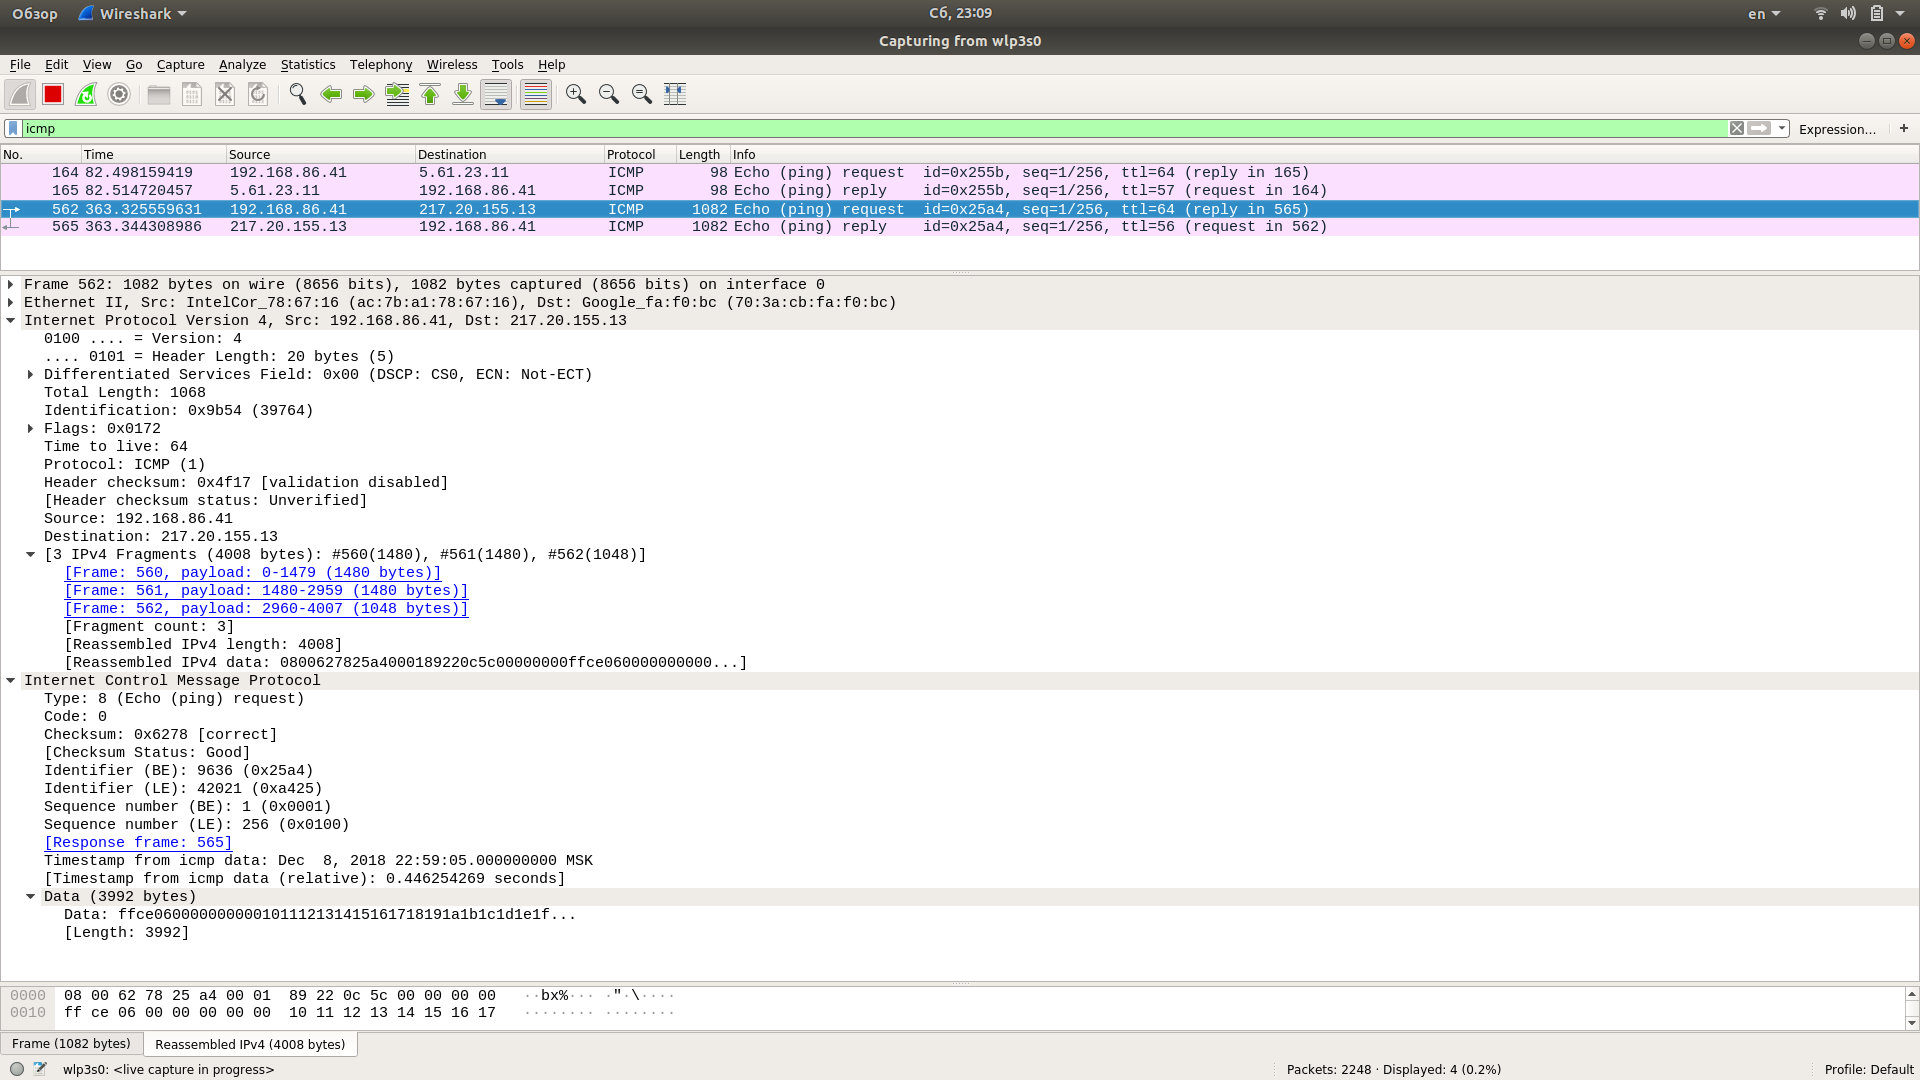 Обзор Wireshark Сб, 23:09 en
Capturing from wlp3s0
File Edit View Go Capture Analyze Statistics Telephony Wireless Tools Help
icmp Expression... +
No. Time Source Destination Protocol Length Info
164 82.498159419 192.168.86.41 5.61.23.11 ICMP 98 Echo (ping) request id=0x255b, seq=1/256, ttl=64 (reply in 165)
165 82.514720457 5.61.23.11 192.168.86.41 ICMP 98 Echo (ping) reply id=0x255b, seq=1/256, ttl=57 (request in 164)
562 363.325559631 192.168.86.41 217.20.155.13 ICMP 1082 Echo (ping) request id=0x25a4, seq=1/256, ttl=64 (reply in 565)
565 363.344308986 217.20.155.13 192.168.86.41 ICMP 1082 Echo (ping) reply id=0x25a4, seq=1/256, ttl=56 (request in 562)
Frame 562: 1082 bytes on wire (8656 bits), 1082 bytes captured (8656 bits) on interface 0
Ethernet II, Src: IntelCor_78:67:16 (ac:7b:a1:78:67:16), Dst: Google_fa:f0:bc (70:3a:cb:fa:f0:bc)
Internet Protocol Version 4, Src: 192.168.86.41, Dst: 217.20.155.13
0100 .... = Version: 4
.... 0101 = Header Length: 20 bytes (5)
Differentiated Services Field: 0x00 (DSCP: CS0, ECN: Not-ECT)
Total Length: 1068
Identification: 0x9b54 (39764)
Flags: 0x0172
Time to live: 64
Protocol: ICMP (1)
Header checksum: 0x4f17 [validation disabled]
[Header checksum status: Unverified]
Source: 192.168.86.41
Destination: 217.20.155.13
[3 IPv4 Fragments (4008 bytes): #560(1480), #561(1480), #562(1048)]
[Frame: 560, payload: 0-1479 (1480 bytes)]
[Frame: 561, payload: 1480-2959 (1480 bytes)]
[Frame: 562, payload: 2960-4007 (1048 bytes)]
[Fragment count: 3]
[Reassembled IPv4 length: 4008]
[Reassembled IPv4 data: 0800627825a4000189220c5c00000000ffce060000000000...]
Internet Control Message Protocol
Type: 8 (Echo (ping) request)
Code: 0
Checksum: 0x6278 [correct]
[Checksum Status: Good]
Identifier (BE): 9636 (0x25a4)
Identifier (LE): 42021 (0xa425)
Sequence number (BE): 1 (0x0001)
Sequence number (LE): 256 (0x0100)
[Response frame: 565]
Timestamp from icmp data: Dec  8, 2018 22:59:05.000000000 MSK
[Timestamp from icmp data (relative): 0.446254269 seconds]
Data (3992 bytes)
Data: ffce060000000000101112131415161718191a1b1c1d1e1f...
[Length: 3992]
0000 08 00 62 78 25 a4 00 01 89 22 0c 5c 00 00 00 00 ··bx%··· ·"·\····
0010 ff ce 06 00 00 00 00 00 10 11 12 13 14 15 16 17 ········ ········
Frame (1082 bytes) Reassembled IPv4 (4008 bytes)
wlp3s0: <live capture in progress> Packets: 2248 · Displayed: 4 (0.2%) Profile: Default